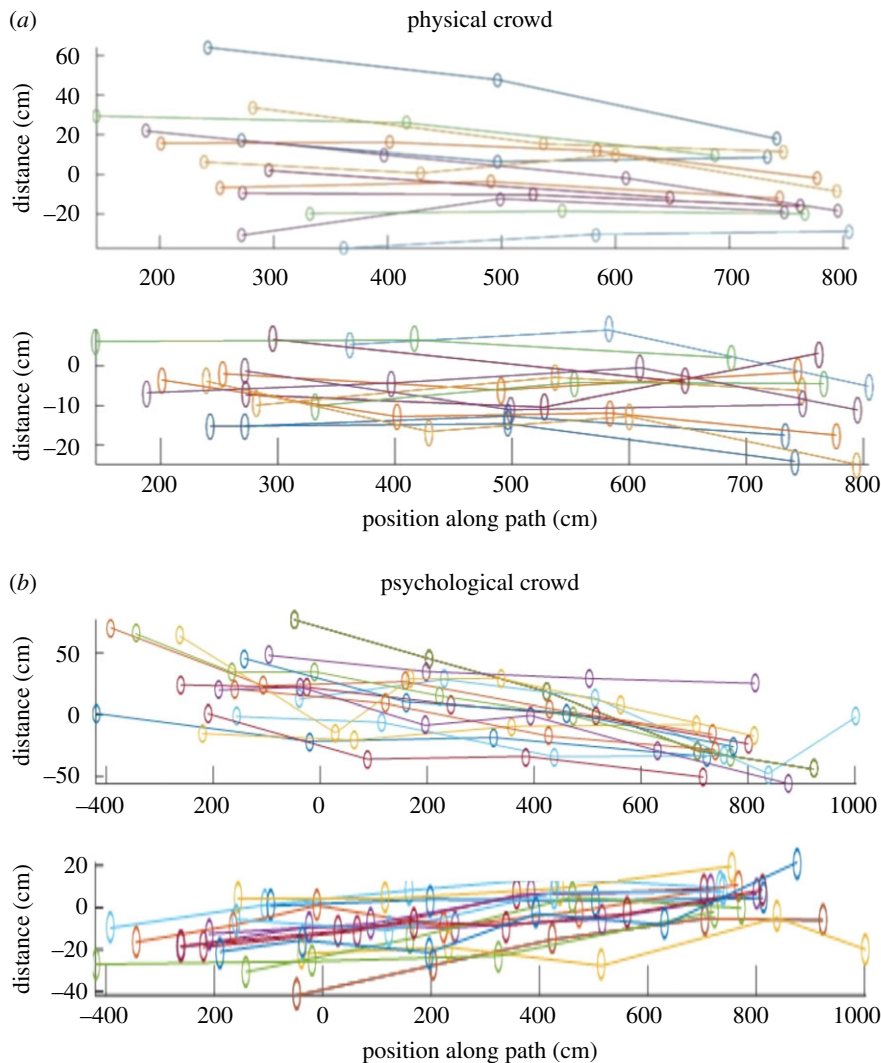 (a) physical crowd
distance (cm)
60
40
20
0
–20
200 300 400 500 600 700 800
distance (cm)
0
–10
–20
200 300 400 500 600 700 800
position along path (cm)
(b) psychological crowd
distance (cm)
50
0
–50
–400 200 0 200 400 600 800 1000
distance (cm)
20
0
–20
–40
–400 200 0 200 400 600 800 1000
position along path (cm)